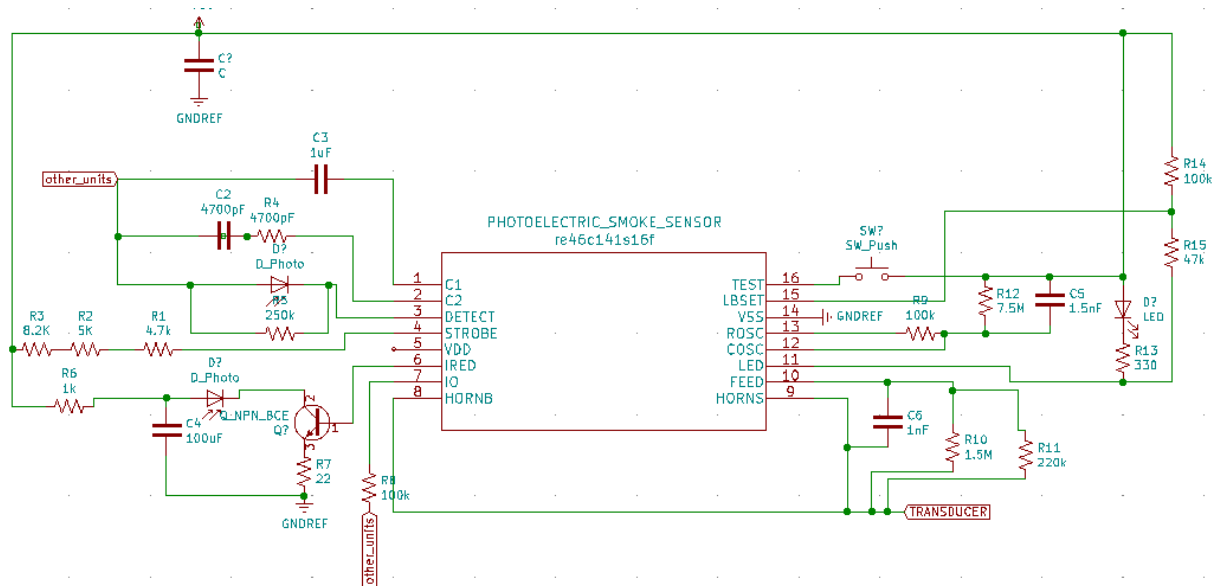 C?
C
GNDREF
C3
1uF
other_units
C2
4700pF
R4
4700pF
D?
D_Photo
R5
250k
R3
8.2K
R2
5K
R1
4.7k
R6
1k
D?
D_Photo
C4
100uF
Q_NPN_BCE
Q?
2
1
3
R7
22
GNDREF
R8
100k
other_units
PHOTOELECTRIC_SMOKE_SENSOR
re46c141s16f
1 C1
2 C2
3 DETECT
4 STROBE
5 VDD
6 IRED
7 IO
8 HORNB
TEST 16
LBSET 15
VSS 14
ROSC 13
COSC 12
LED 11
FEED 10
HORNS 9
SW?
SW_Push
GNDREF
R9
100k
R12
7.5M
C5
1.5nF
D?
LED
R13
330
R14
100k
R15
47k
C6
1nF
R10
1.5M
R11
220k
TRANSDUCER